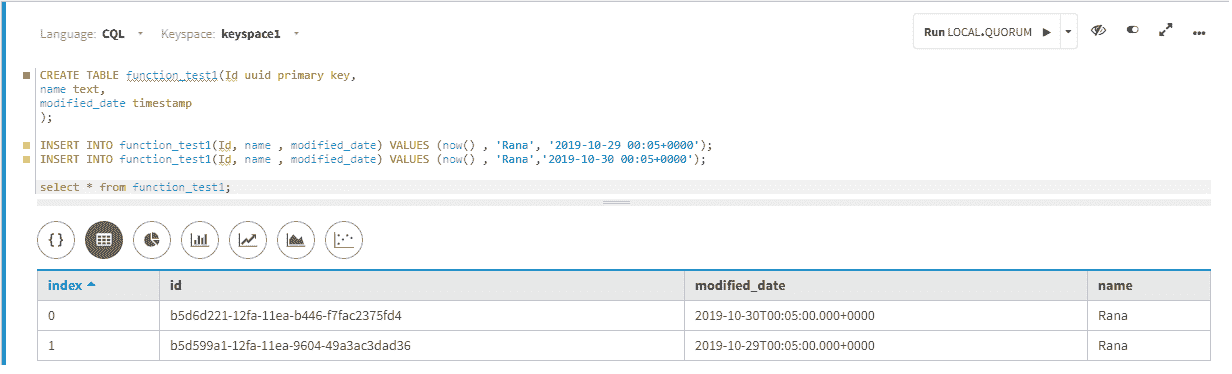 Language: CQL Keyspace: keyspace1 Run LOCAL.QUORUM
CREATE TABLE function_test1(Id uuid primary key,
name text,
modified_date timestamp
);
INSERT INTO function_test1(Id, name , modified_date) VALUES (now() , 'Rana', '2019-10-29 00:05+0000');
INSERT INTO function_test1(Id, name , modified_date) VALUES (now() , 'Rana','2019-10-30 00:05+0000');
select * from function_test1;
index id modified_date name
0 b5d6d221-12fa-11ea-b446-f7fac2375fd4 2019-10-30T00:05:00.000+0000 Rana
1 b5d599a1-12fa-11ea-9604-49a3ac3dad36 2019-10-29T00:05:00.000+0000 Rana